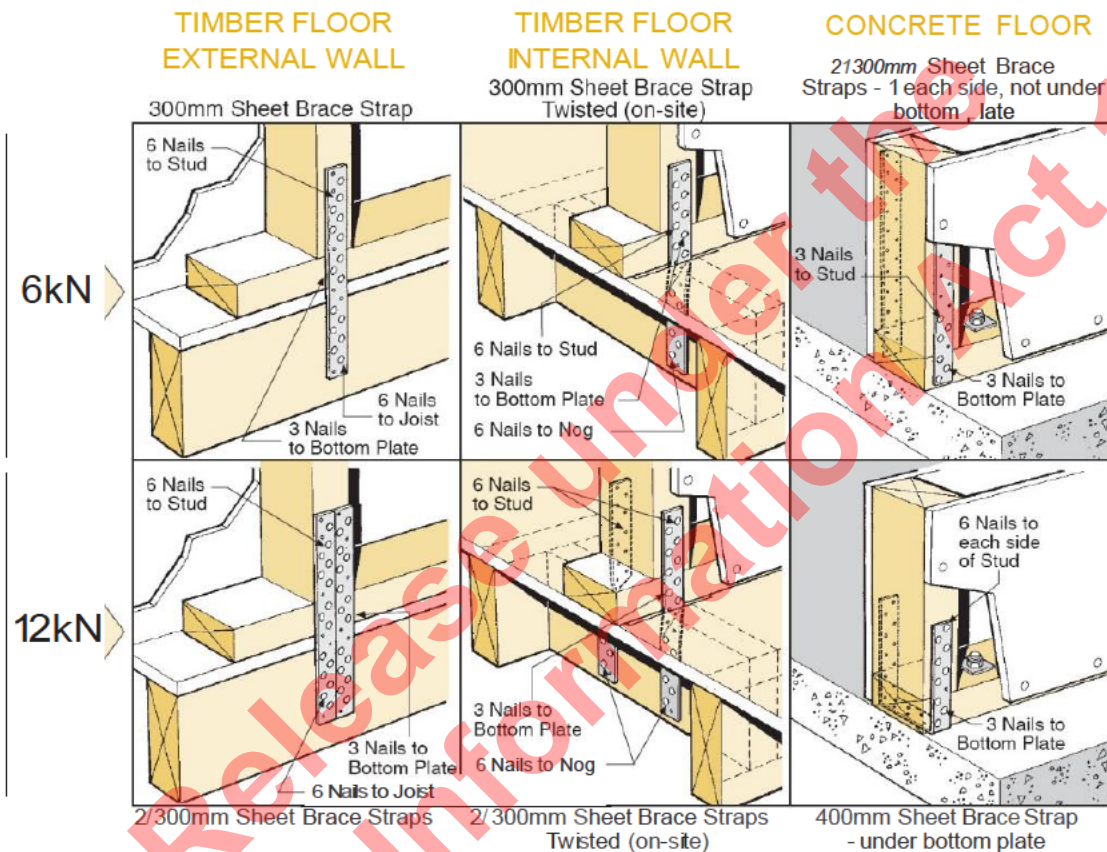 TIMBER FLOOR
EXTERNAL WALL
300mm Sheet Brace Strap
TIMBER FLOOR
INTERNAL WALL
300mm Sheet Brace Strap
Twisted (on-site)
CONCRETE FLOOR
21300mm Sheet Brace
Straps - 1 each side, not under
bottom plate
6kN
6 Nails
to Stud
6 Nails
to Joist
3 Nails
to Bottom Plate
6 Nails to Stud
3 Nails
to Bottom Plate
6 Nails to Nog
3 Nails
to Stud
3 Nails to
Bottom Plate
12kN
6 Nails
to Stud
3 Nails to
Bottom Plate
6 Nails to Joist
2/300mm Sheet Brace Straps
6 Nails
to Stud
3 Nails to
Bottom Plate
6 Nails to Nog
2/300mm Sheet Brace Straps
Twisted (on-site)
6 Nails to
each side
of Stud
3 Nails to
Bottom Plate
400mm Sheet Brace Strap
- under bottom plate
Release under the
Information Act